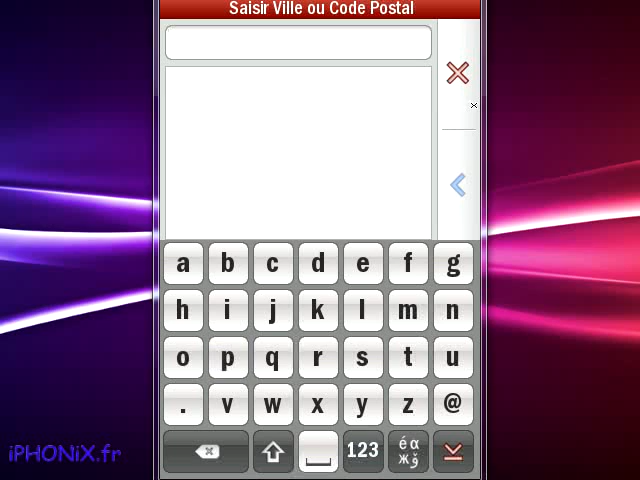 Saisir Ville ou Code Postal
a b c d e f g
h i j k l m n
o p q r s t u
. v w x y z @
123 é α ж ğ
iPHONiX.fr